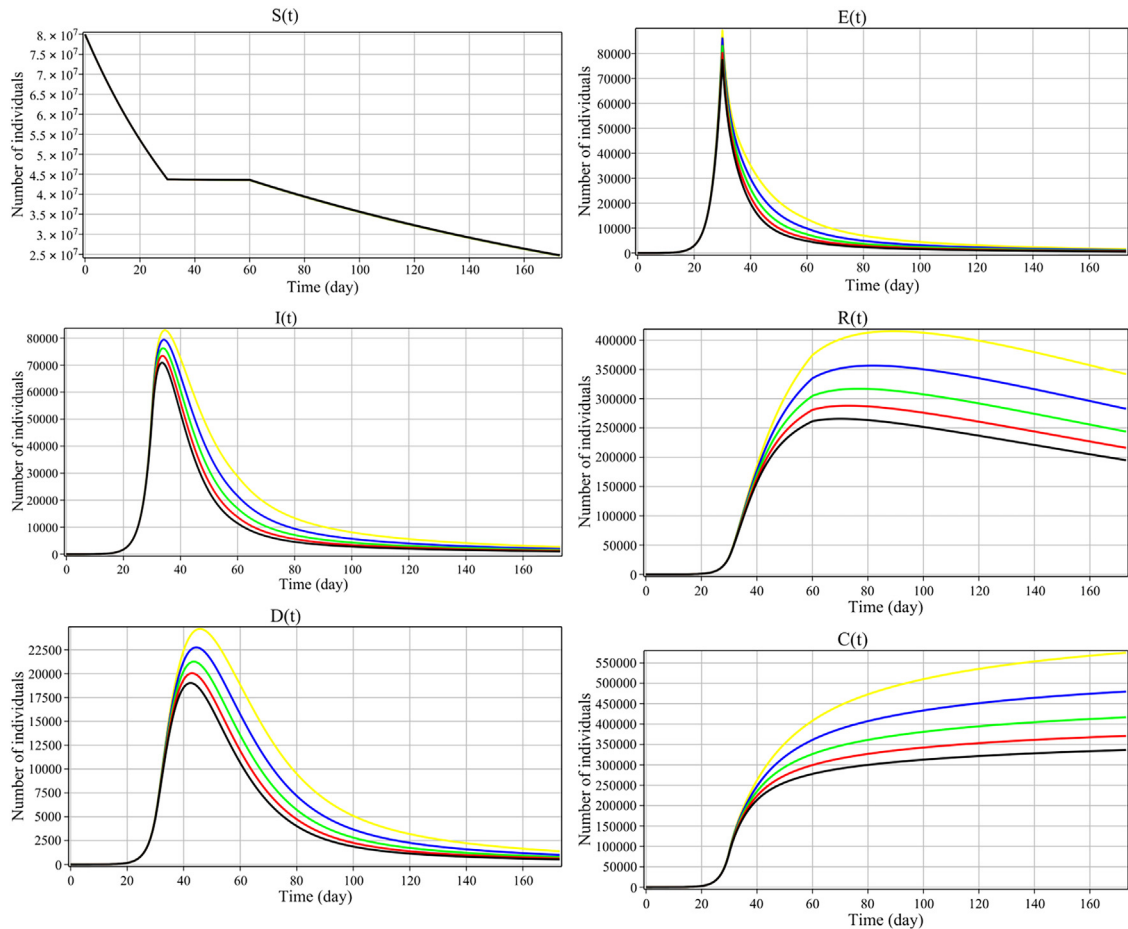 S(t)
Number of individuals
8. × 10^7
7.5 × 10^7
7. × 10^7
6.5 × 10^7
6. × 10^7
5.5 × 10^7
5. × 10^7
4.5 × 10^7
4. × 10^7
3.5 × 10^7
3. × 10^7
2.5 × 10^7
0 20 40 60 80 100 120 140 160
Time (day)
E(t)
Number of individuals
80000
70000
60000
50000
40000
30000
20000
10000
0
0 20 40 60 80 100 120 140 160
Time (day)
I(t)
Number of individuals
80000
70000
60000
50000
40000
30000
20000
10000
0
0 20 40 60 80 100 120 140 160
Time (day)
R(t)
Number of individuals
400000
350000
300000
250000
200000
150000
100000
50000
0
0 20 40 60 80 100 120 140 160
Time (day)
D(t)
Number of individuals
22500
20000
17500
15000
12500
10000
7500
5000
2500
0
0 20 40 60 80 100 120 140 160
Time (day)
C(t)
Number of individuals
550000
500000
450000
400000
350000
300000
250000
200000
150000
100000
50000
0
0 20 40 60 80 100 120 140 160
Time (day)